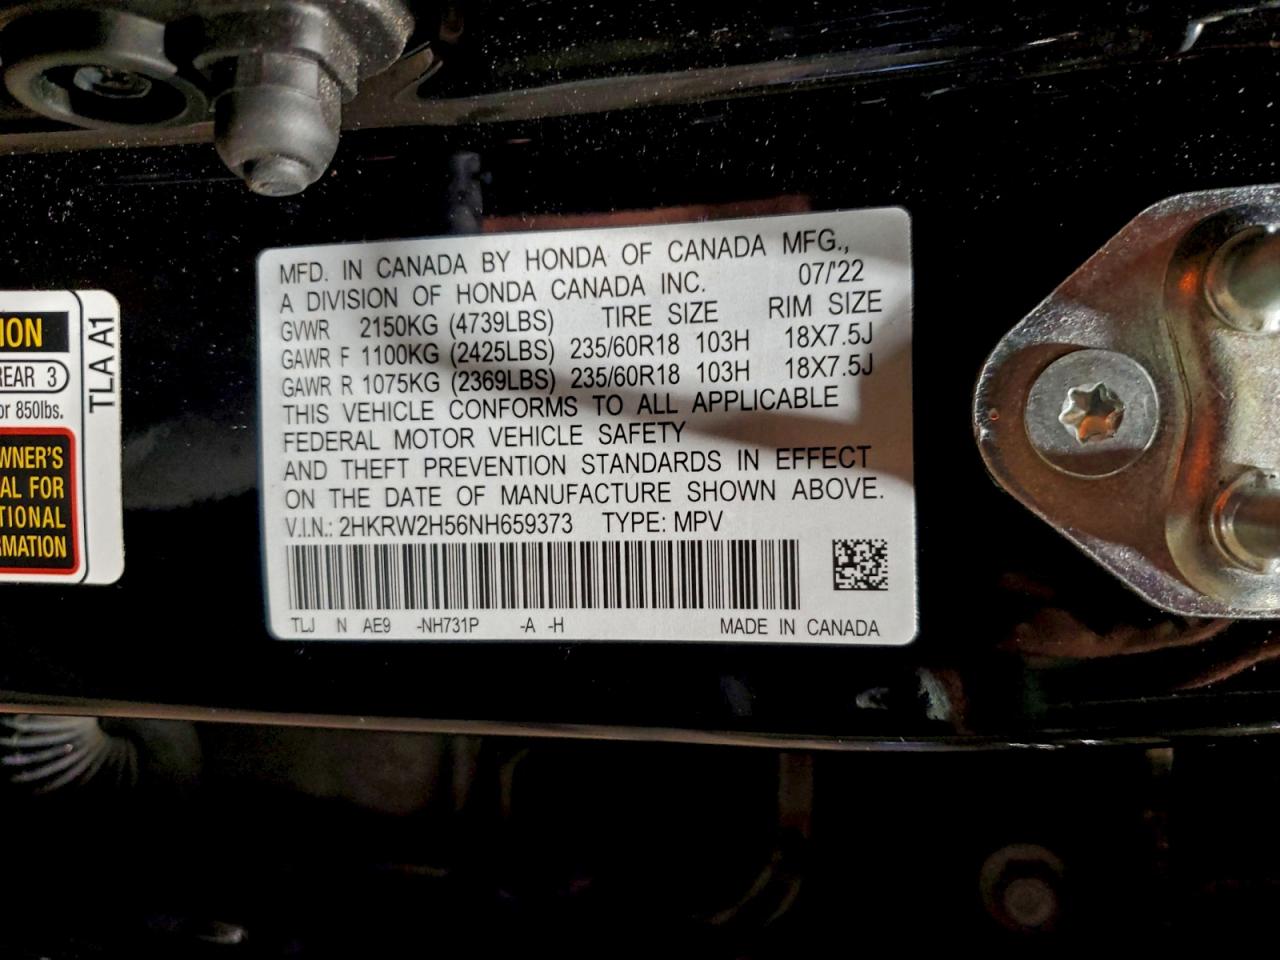 MFD. IN CANADA BY HONDA OF CANADA MFG.,
A DIVISION OF HONDA CANADA INC. 07/'22
GVWR 2150KG (4739LBS) TIRE SIZE RIM SIZE
GAWR F 1100KG (2425LBS) 235/60R18 103H 18X7.5J
GAWR R 1075KG (2369LBS) 235/60R18 103H 18X7.5J
THIS VEHICLE CONFORMS TO ALL APPLICABLE
FEDERAL MOTOR VEHICLE SAFETY
AND THEFT PREVENTION STANDARDS IN EFFECT
ON THE DATE OF MANUFACTURE SHOWN ABOVE.
V.I.N.: 2HKRW2H56NH659373 TYPE: MPV
TLJ N AE9 -NH731P -A -H MADE IN CANADA
ION
REAR 3
or 850lbs.
WNER'S
AL FOR
TIONAL
RMATION
TLA A1